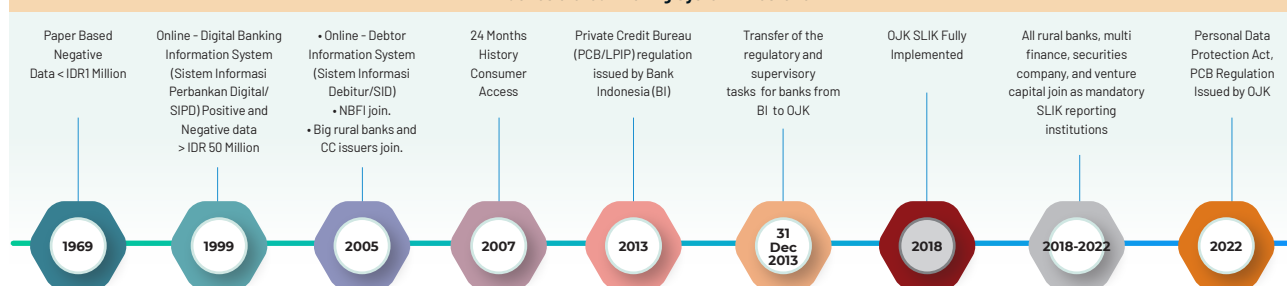 Paper Based
Negative
Data < IDR1 Million
Online - Digital Banking
Information System
(Sistem Informasi
Perbankan Digital/
SIPD) Positive and
Negative data
> IDR 50 Million
• Online - Debtor
Information System
(Sistem Informasi
Debitur/SID)
• NBFI join.
• Big rural banks and
CC issuers join.
24 Months
History
Consumer
Access
Private Credit Bureau
(PCB/LPIP) regulation
issued by Bank
Indonesia (BI)
Transfer of the
regulatory and
supervisory
tasks for banks from
BI to OJK
OJK SLIK Fully
Implemented
All rural banks, multi
finance, securities
company, and venture
capital join as mandatory
SLIK reporting
institutions
Personal Data
Protection Act,
PCB Regulation
Issued by OJK
1969
1999
2005
2007
2013
31
Dec
2013
2018
2018-2022
2022